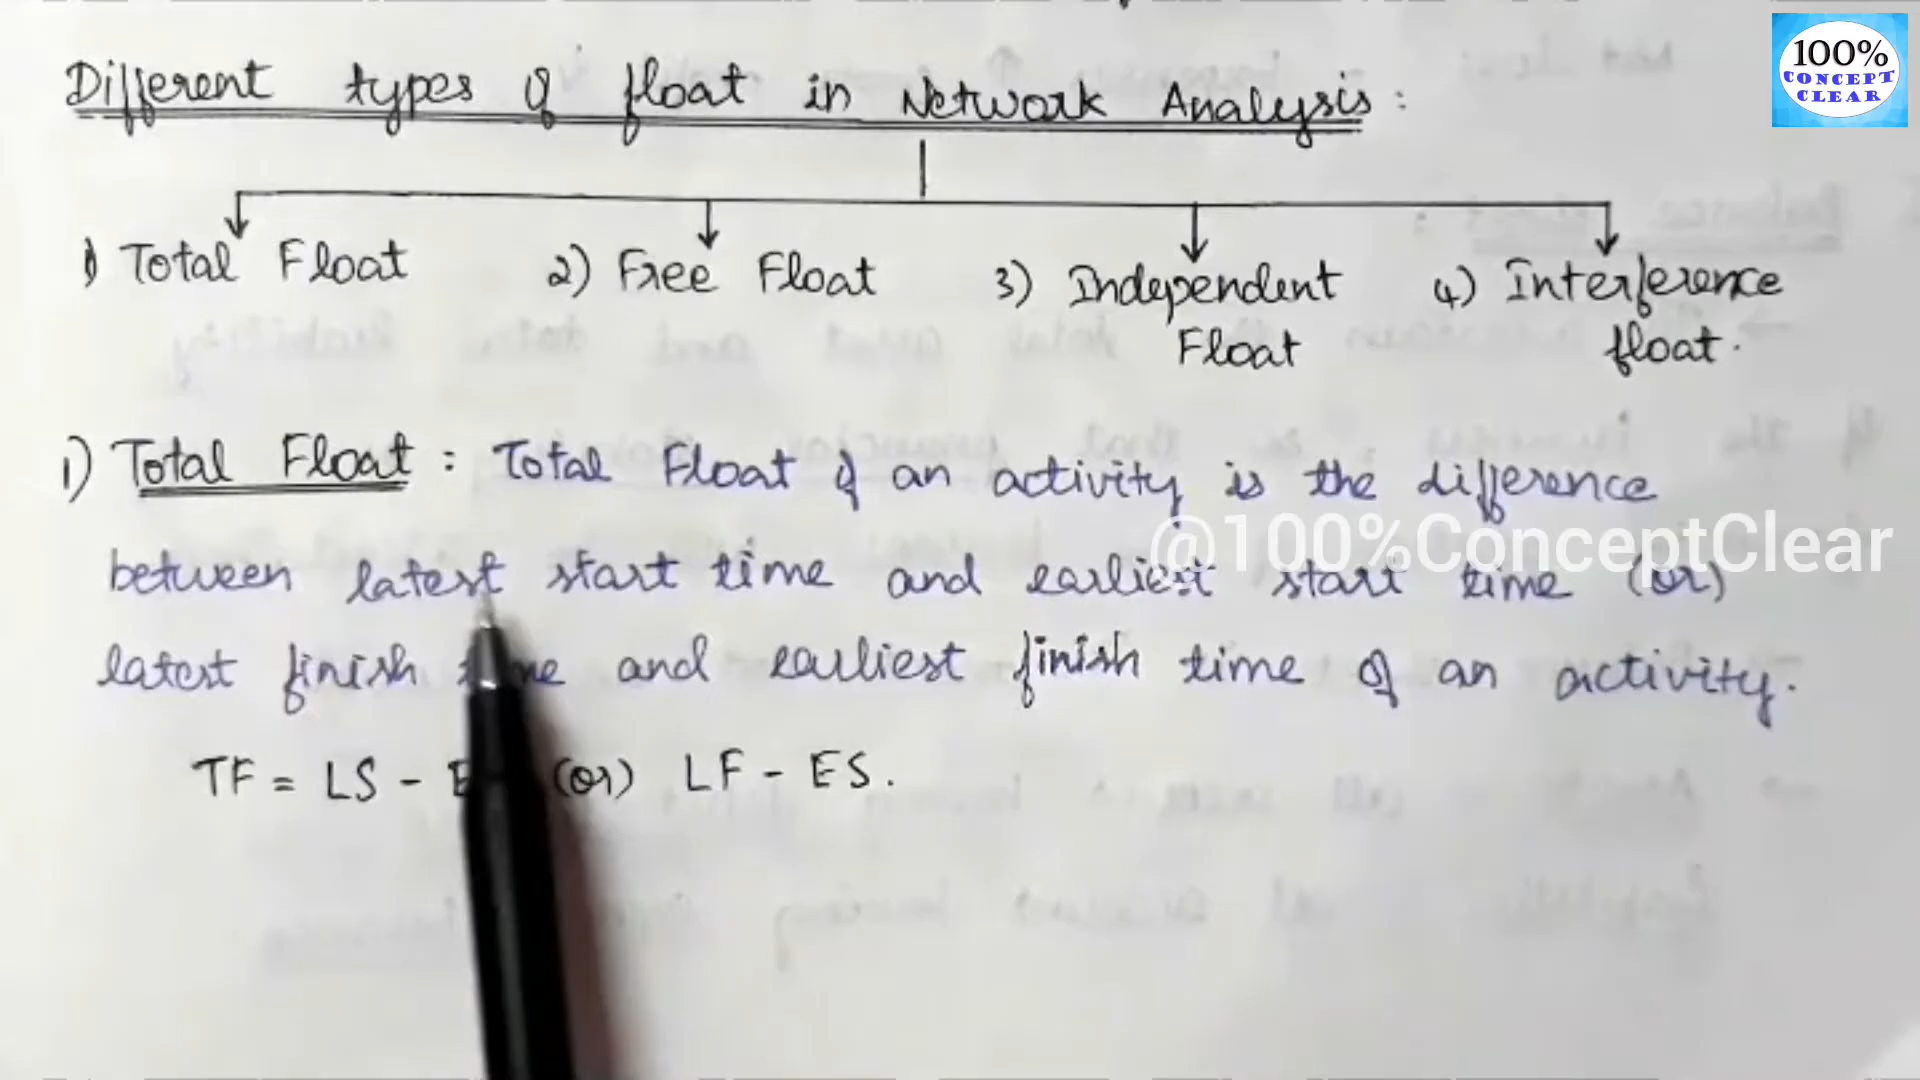 100%
CONCEPT
CLEAR
Different types of float in Network Analysis:
1) Total Float 2) Free Float 3) Independent Float 4) Interference float.
1) Total Float: Total Float of an activity is the difference
@100%ConceptClear
between latest start time and earliest start time (or)
latest finish time and earliest finish time of an activity.
TF = LS - E (or) LF - ES.